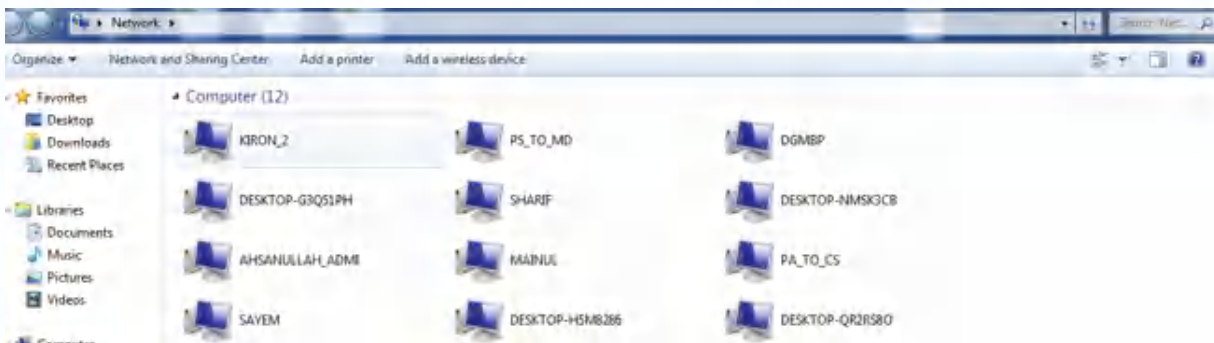 Network
Organize Network and Sharing Center Add a printer Add a wireless device
Favorites
Desktop
Downloads
Recent Places
Libraries
Documents
Music
Pictures
Videos
Computer (12)
KIRON_2 PS_TO_MD DGMBP
DESKTOP-G3Q51PH SHARIF DESKTOP-NMSK3CB
AHSANULLAH_ADMI MAINUL PA_TO_CS
SAYEM DESKTOP-H5M8286 DESKTOP-QR2RS8O